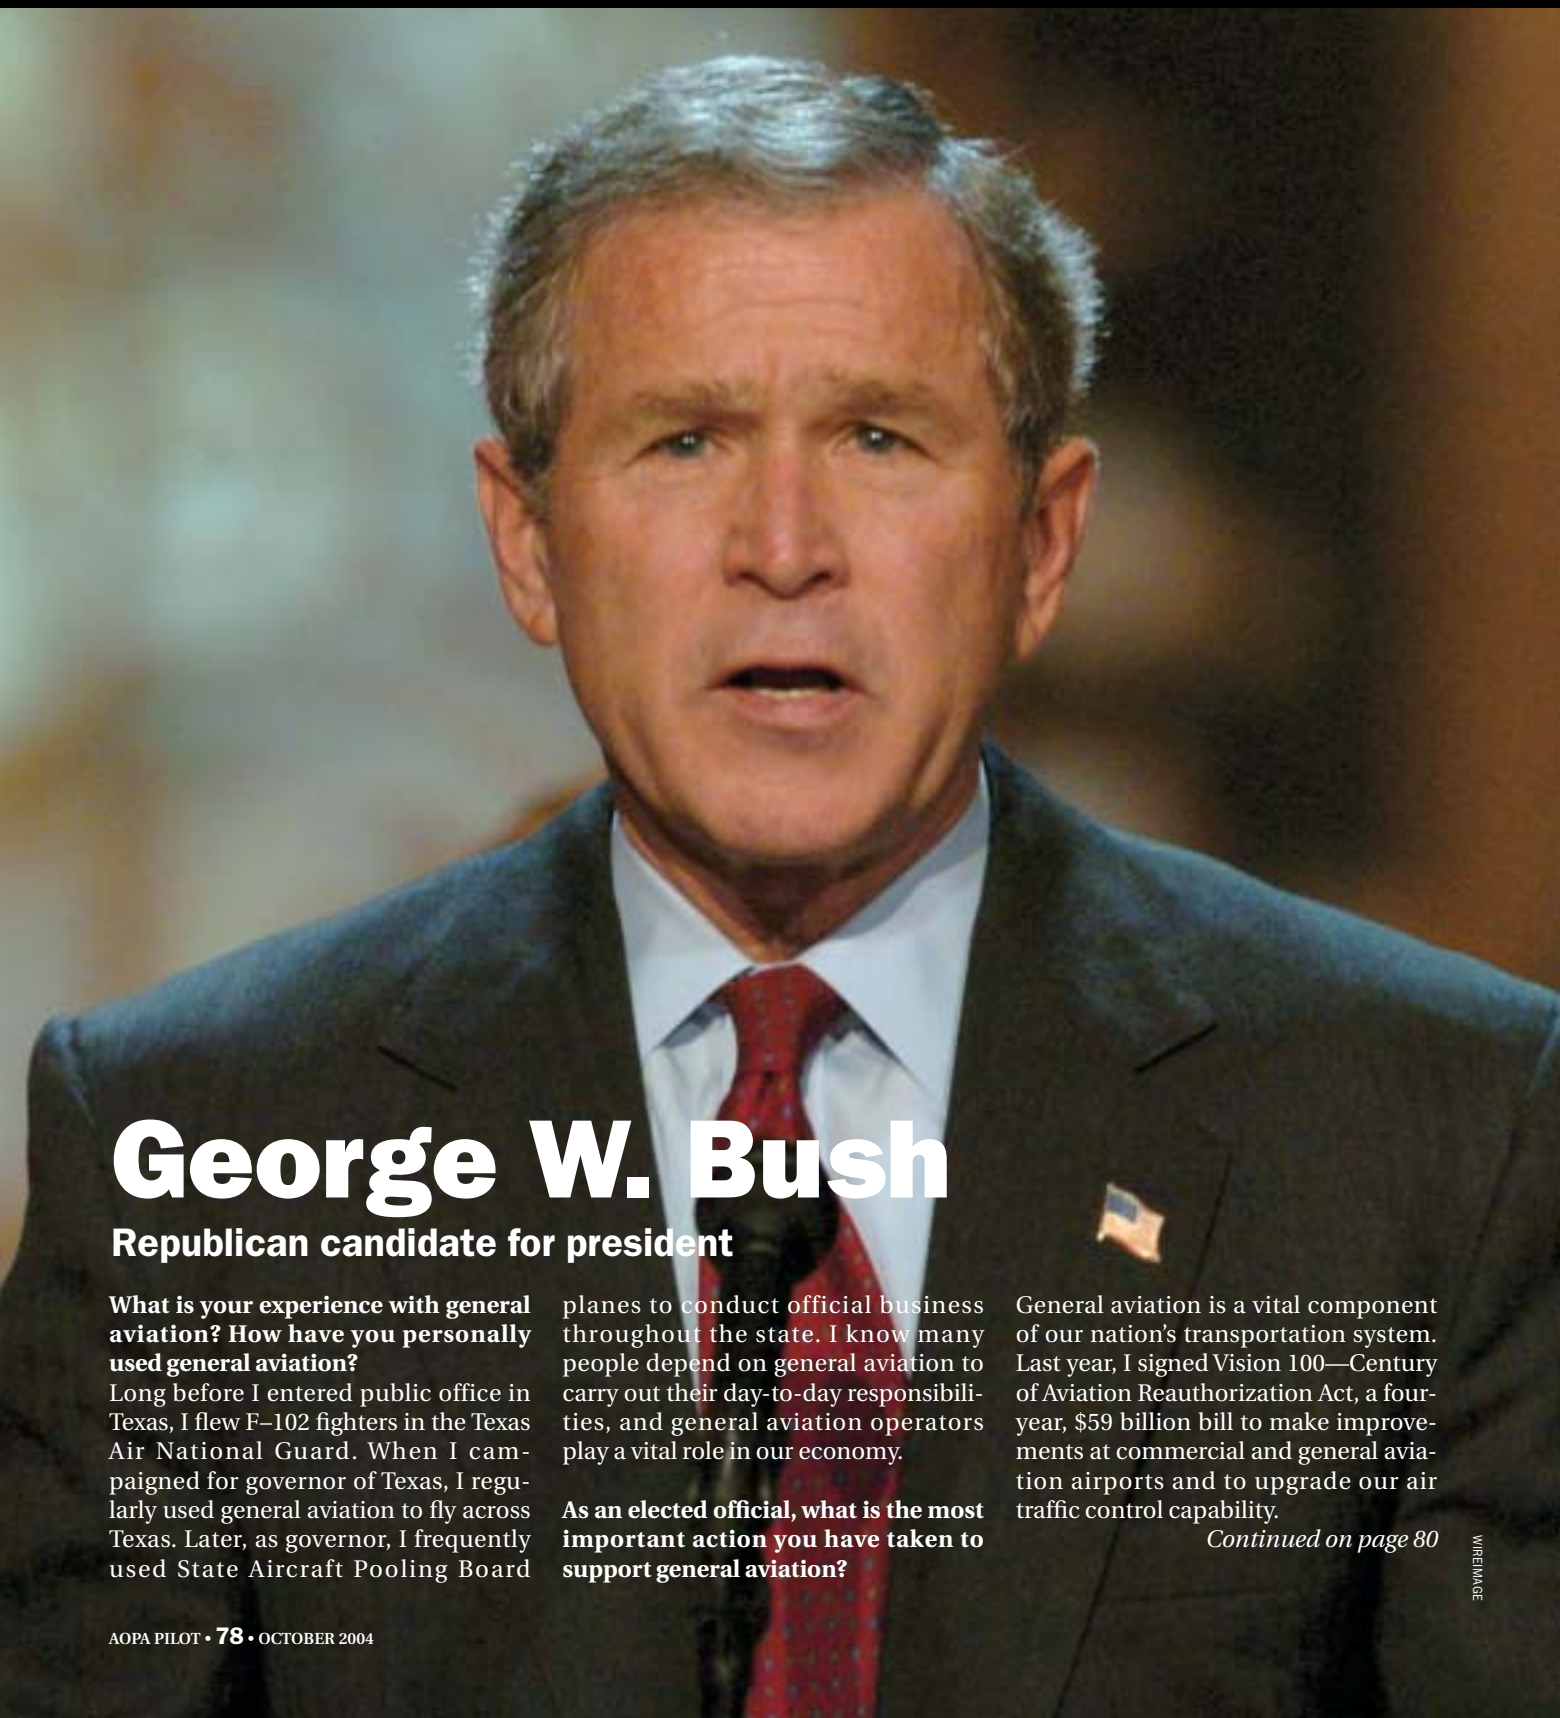 George W. Bush
Republican candidate for president
What is your experience with general
aviation? How have you personally
used general aviation?
Long before I entered public office in
Texas, I flew F–102 fighters in the Texas
Air National Guard. When I cam-
paigned for governor of Texas, I regu-
larly used general aviation to fly across
Texas. Later, as governor, I frequently
used State Aircraft Pooling Board
planes to conduct official business
throughout the state. I know many
people depend on general aviation to
carry out their day-to-day responsibili-
ties, and general aviation operators
play a vital role in our economy.
As an elected official, what is the most
important action you have taken to
support general aviation?
General aviation is a vital component
of our nation’s transportation system.
Last year, I signed Vision 100—Century
of Aviation Reauthorization Act, a four-
year, $59 billion bill to make improve-
ments at commercial and general avia-
tion airports and to upgrade our air
traffic control capability.
Continued on page 80
WIREIMAGE
AOPA PILOT • 78 • OCTOBER 2004